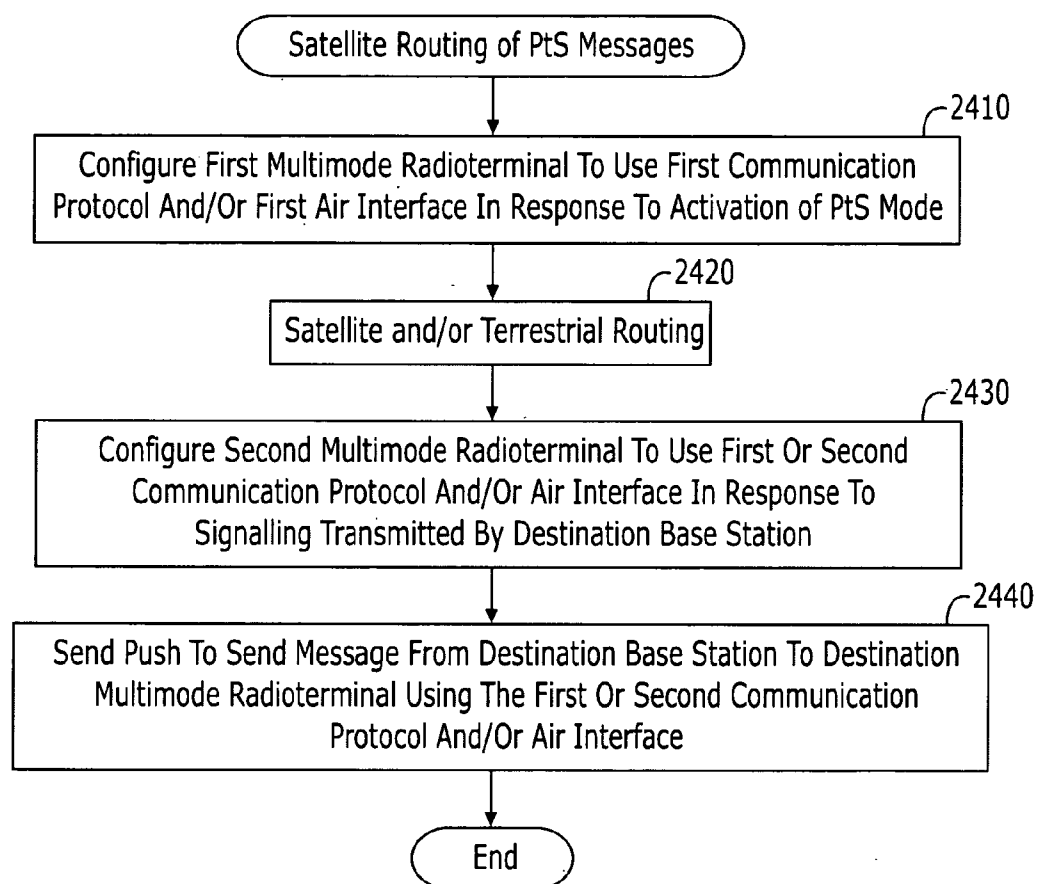 Satellite Routing of PtS Messages
2410
Configure First Multimode Radioterminal To Use First Communication
Protocol And/Or First Air Interface In Response To Activation of PtS Mode
2420
Satellite and/or Terrestrial Routing
2430
Configure Second Multimode Radioterminal To Use First Or Second
Communication Protocol And/Or Air Interface In Response To
Signalling Transmitted By Destination Base Station
2440
Send Push To Send Message From Destination Base Station To Destination
Multimode Radioterminal Using The First Or Second Communication
Protocol And/Or Air Interface
End